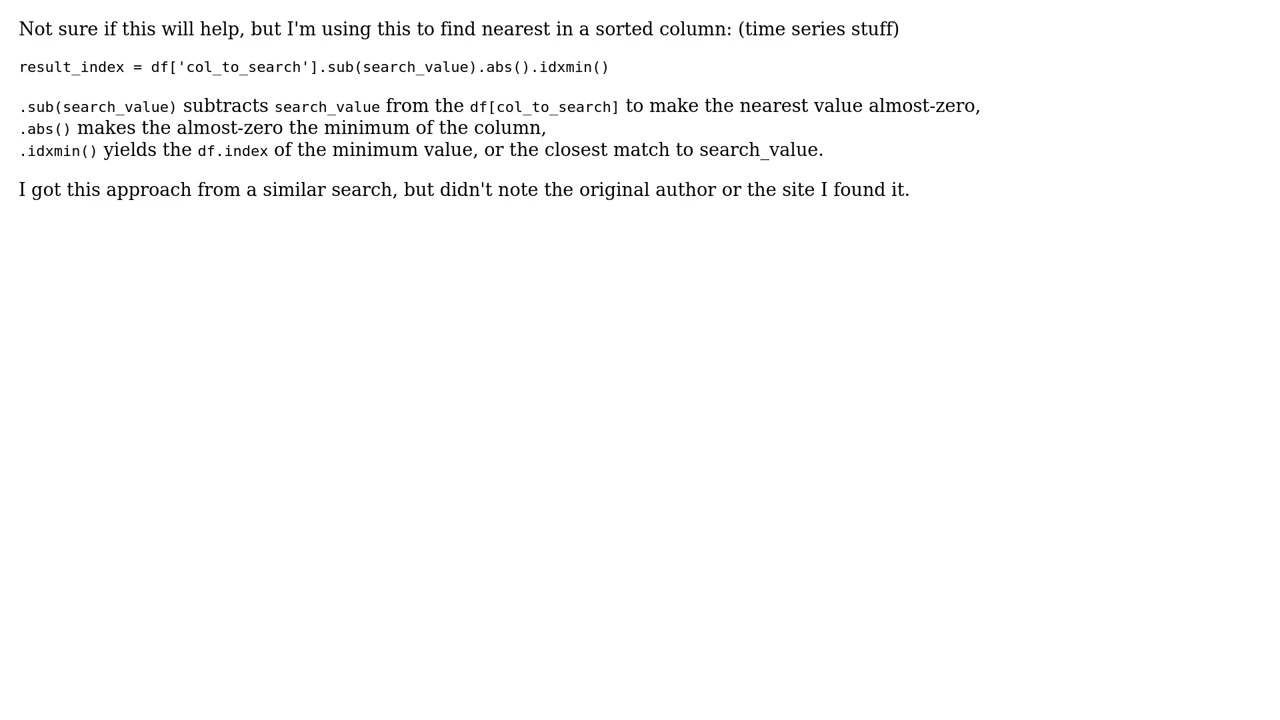 Not sure if this will help, but I'm using this to find nearest in a sorted column: (time series stuff)
result_index = df['col_to_search'].sub(search_value).abs().idxmin()
.sub(search_value) subtracts search_value from the df[col_to_search] to make the nearest value almost-zero,
.abs() makes the almost-zero the minimum of the column,
.idxmin() yields the df.index of the minimum value, or the closest match to search_value.
I got this approach from a similar search, but didn't note the original author or the site I found it.